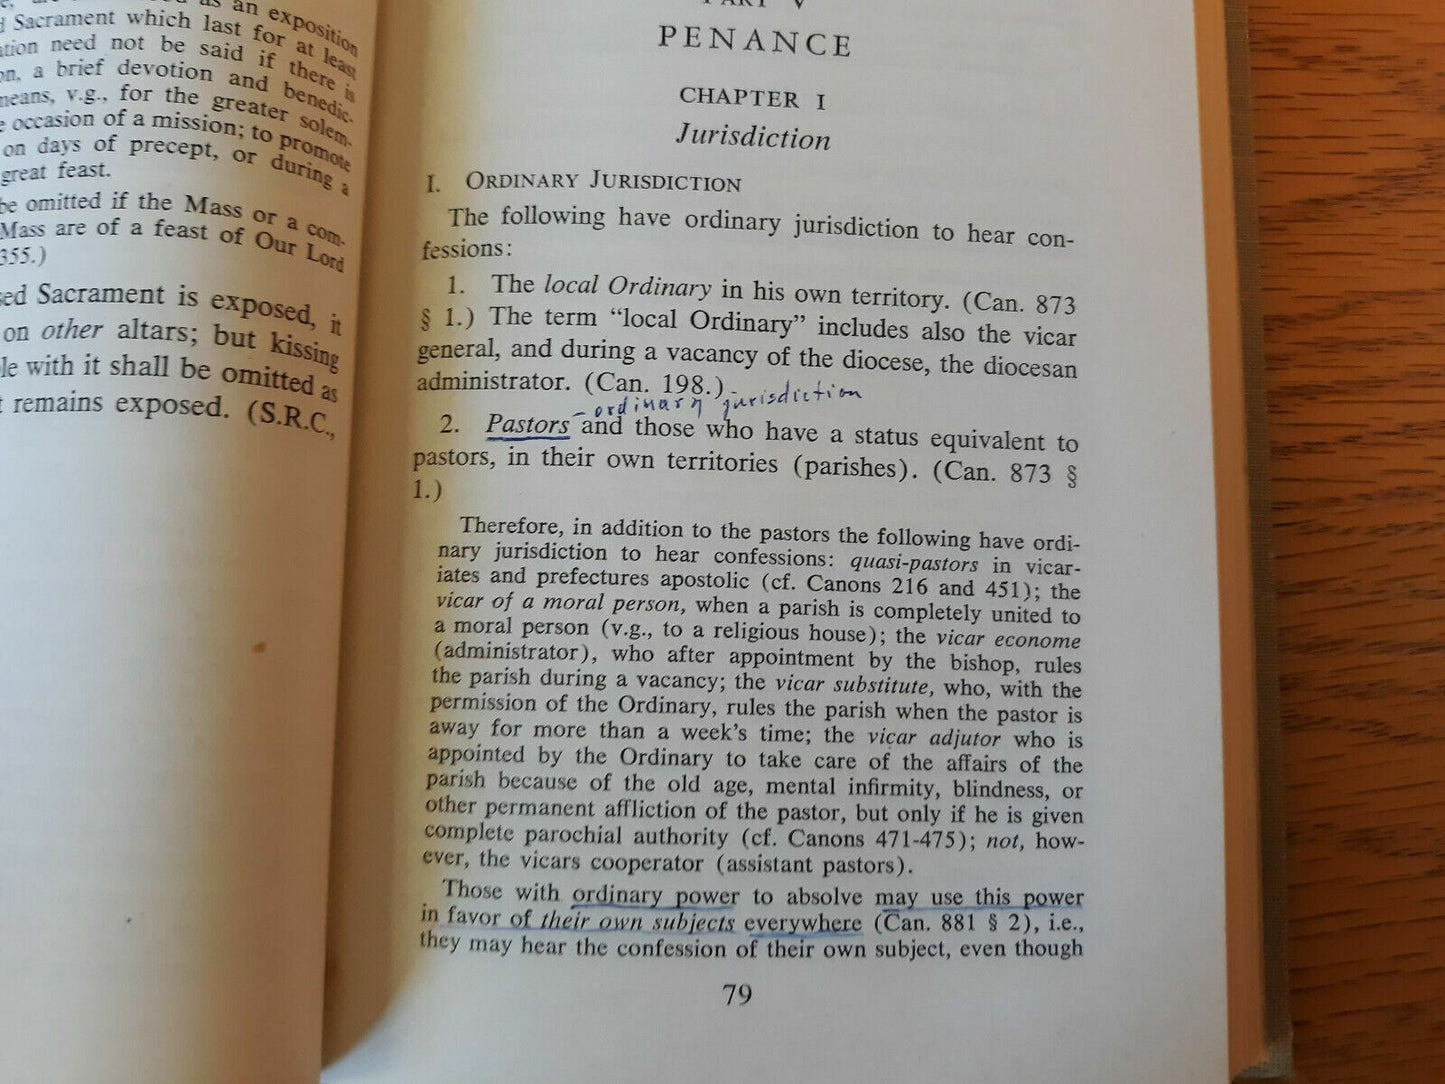 as an exposition
Sacrament which last for at least
need not be said if there is
a brief devotion and benedic-
means, v.g., for the greater solem-
occasion of a mission; to promote
on days of precept, or during a
great feast.
be omitted if the Mass or a com-
Mass are of a feast of Our Lord
355.)
Sacrament is exposed, it
on other altars; but kissing
with it shall be omitted as
remains exposed. (S.R.C.,
PART V
PENANCE
CHAPTER I
Jurisdiction
I. ORDINARY JURISDICTION
The following have ordinary jurisdiction to hear con-
fessions:
1. The local Ordinary in his own territory. (Can. 873
§ 1.) The term “local Ordinary” includes also the vicar
general, and during a vacancy of the diocese, the diocesan
administrator. (Can. 198.)
- ordinary jurisdiction
2. Pastors and those who have a status equivalent to
pastors, in their own territories (parishes). (Can. 873 §
1.)
Therefore, in addition to the pastors the following have ordi-
nary jurisdiction to hear confessions: quasi-pastors in vicar-
iates and prefectures apostolic (cf. Canons 216 and 451); the
vicar of a moral person, when a parish is completely united to
a moral person (v.g., to a religious house); the vicar econome
(administrator), who after appointment by the bishop, rules
the parish during a vacancy; the vicar substitute, who, with the
permission of the Ordinary, rules the parish when the pastor is
away for more than a week's time; the vicar adjutor who is
appointed by the Ordinary to take care of the affairs of the
parish because of the old age, mental infirmity, blindness, or
other permanent affliction of the pastor, but only if he is given
complete parochial authority (cf. Canons 471-475); not, how-
ever, the vicars cooperator (assistant pastors).
Those with ordinary power to absolve may use this power
in favor of their own subjects everywhere (Can. 881 § 2), i.e.,
they may hear the confession of their own subject, even though
79